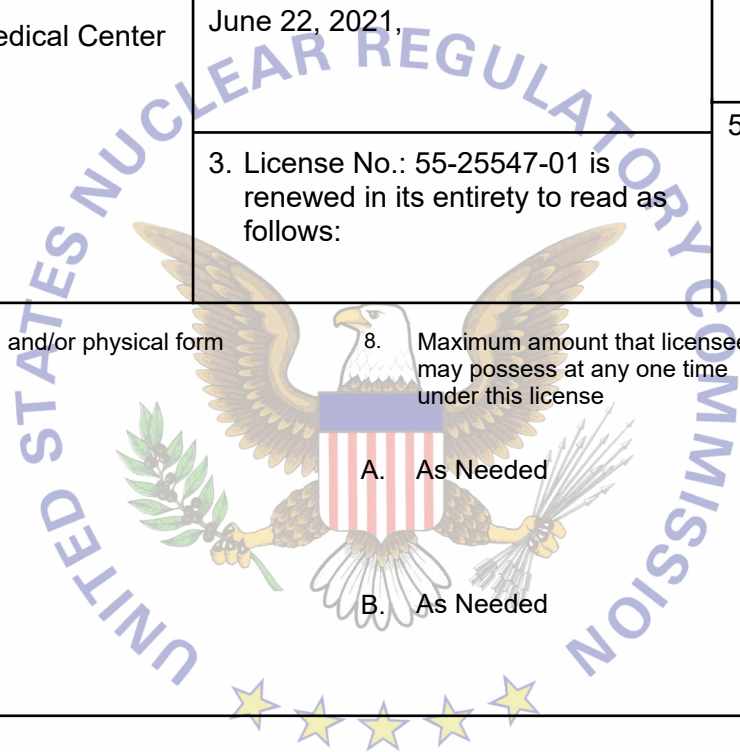 edical Center
June 22, 2021,
5
3. License No.: 55-25547-01 is
renewed in its entirety to read as
follows:
and/or physical form
8. Maximum amount that licensee
may possess at any one time
under this license
A. As Needed
B. As Needed
UNITED STATES NUCLEAR REGULATORY COMMISSION